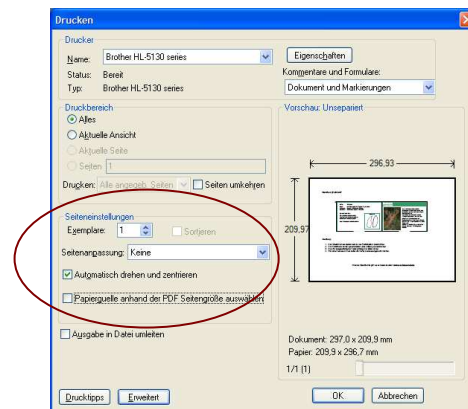 Drucken
Drucker
Name: Brother HL-5130 series
Eigenschaften
Status: Bereit
Kommentare und Formulare:
Typ: Brother HL-5130 series
Dokument und Markierungen
Druckbereich
Alles
Aktuelle Ansicht
Aktuelle Seite
Seiten 1
Drucken: Alle angegeb. Seiten
Seiten umkehren
Seiteneinstellungen
Exemplare: 1
Sortieren
Seitenanpassung: Keine
Automatisch drehen und zentrieren
Papierquelle anhand der PDF Seitengröße auswählen
Ausgabe in Datei umleiten
Vorschau: Unsepariert
296,93
209,97
Dokument: 297,0 x 209,9 mm
Papier: 209,9 x 296,7 mm
1/1 (1)
Drucktipps
Erweitert
OK
Abbrechen